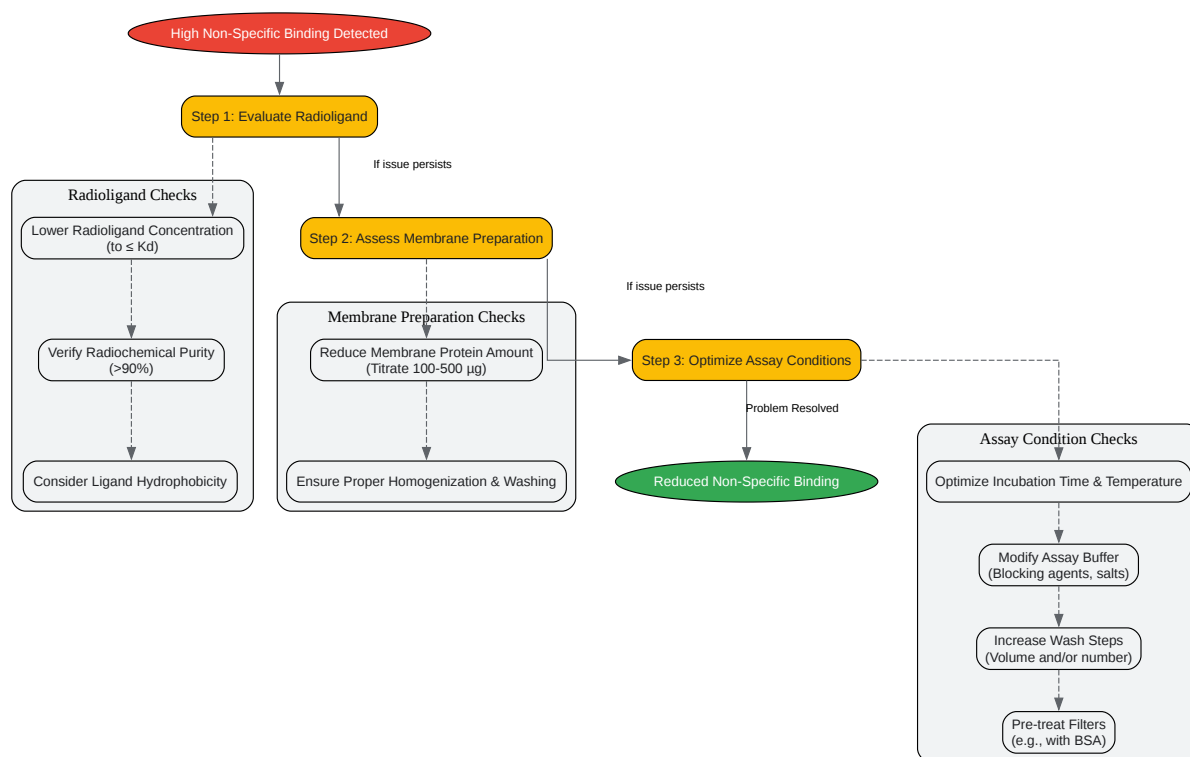 High Non-Specific Binding Detected
Step 1: Evaluate Radioligand
If issue persists
Radioligand Checks
Lower Radioligand Concentration
(to ≤ Kd)
Verify Radiochemical Purity
(>90%)
Consider Ligand Hydrophobicity
Step 2: Assess Membrane Preparation
If issue persists
Membrane Preparation Checks
Reduce Membrane Protein Amount
(Titrate 100-500 µg)
Ensure Proper Homogenization & Washing
Step 3: Optimize Assay Conditions
Problem Resolved
Reduced Non-Specific Binding
Assay Condition Checks
Optimize Incubation Time & Temperature
Modify Assay Buffer
(Blocking agents, salts)
Increase Wash Steps
(Volume and/or number)
Pre-treat Filters
(e.g., with BSA)